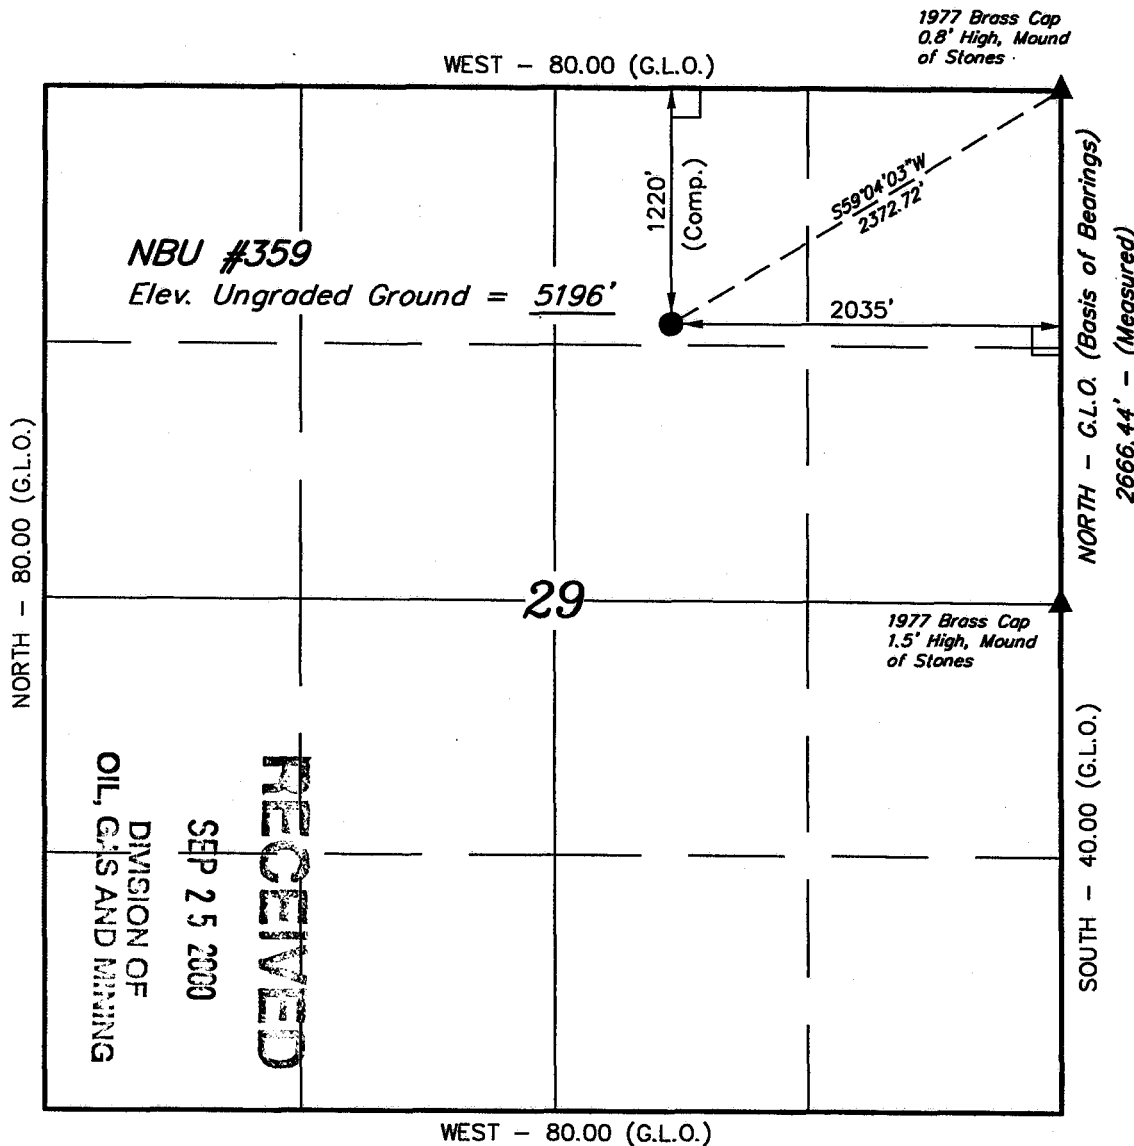 1977 Brass Cap
0.8' High, Mound
of Stones
WEST - 80.00 (G.L.O.)
1220'
(Comp.)
S59°04'03"W
2372.72'
NBU #359
Elev. Ungraded Ground = 5196'
2035'
NORTH - G.L.O. (Basis of Bearings)
2666.44' - (Measured)
NORTH - 80.00 (G.L.O.)
29
1977 Brass Cap
1.5' High, Mound
of Stones
RECEIVED
SEP 25 2000
DIVISION OF
OIL, GAS AND MINING
SOUTH - 40.00 (G.L.O.)
WEST - 80.00 (G.L.O.)